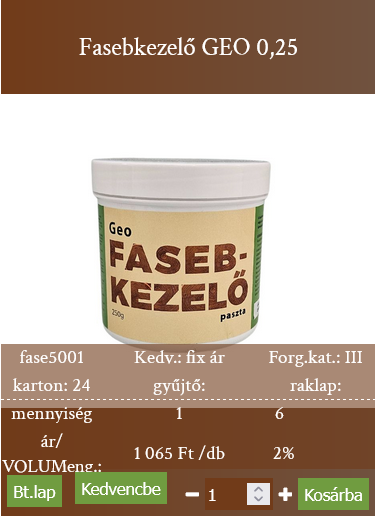 Fasebkezelő GEO 0,25
Geo
FASEB-
KEZELŐ
250g
paszta
fase5001 Kedv.: fix ár Forg.kat.: III
karton: 24 gyűjtő: raklap:
mennyiség 1 6
ár/
VOLUMeng.: 1 065 Ft /db 2%
Bt.lap Kedvencbe 1 Kosárba